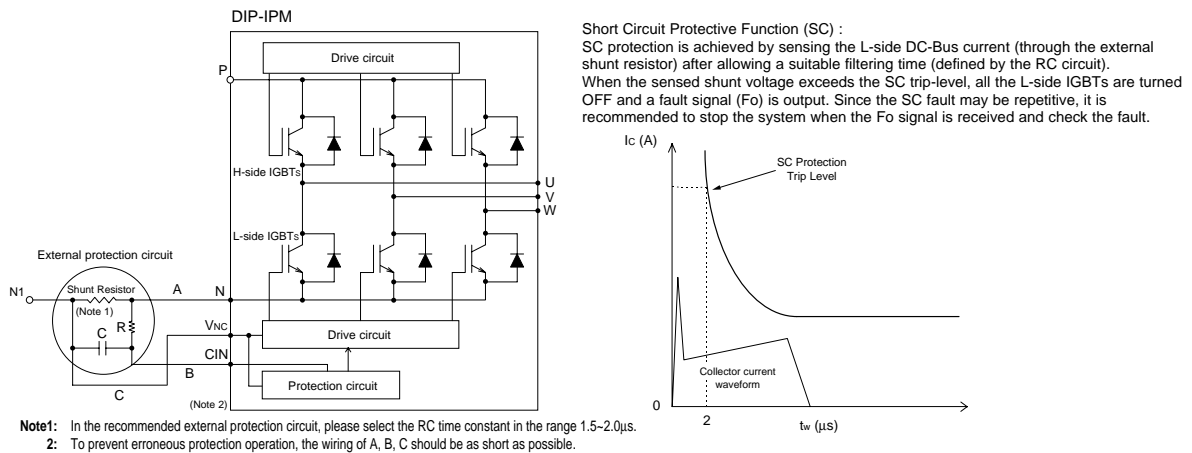 DIP-IPM
Drive circuit
P
H-side IGBTs
U
V
W
L-side IGBTs
External protection circuit
N1
Shunt Resistor
A
N
(Note 1)
R
C
VNC
Drive circuit
CIN
B
C
Protection circuit
(Note 2)
Short Circuit Protective Function (SC) :
SC protection is achieved by sensing the L-side DC-Bus current (through the external
shunt resistor) after allowing a suitable filtering time (defined by the RC circuit).
When the sensed shunt voltage exceeds the SC trip-level, all the L-side IGBTs are turned
OFF and a fault signal (Fo) is output. Since the SC fault may be repetitive, it is
recommended to stop the system when the Fo signal is received and check the fault.
IC (A)
SC Protection
Trip Level
Collector current
waveform
0
2
tw (µs)
Note1: In the recommended external protection circuit, please select the RC time constant in the range 1.5~2.0µs.
2: To prevent erroneous protection operation, the wiring of A, B, C should be as short as possible.